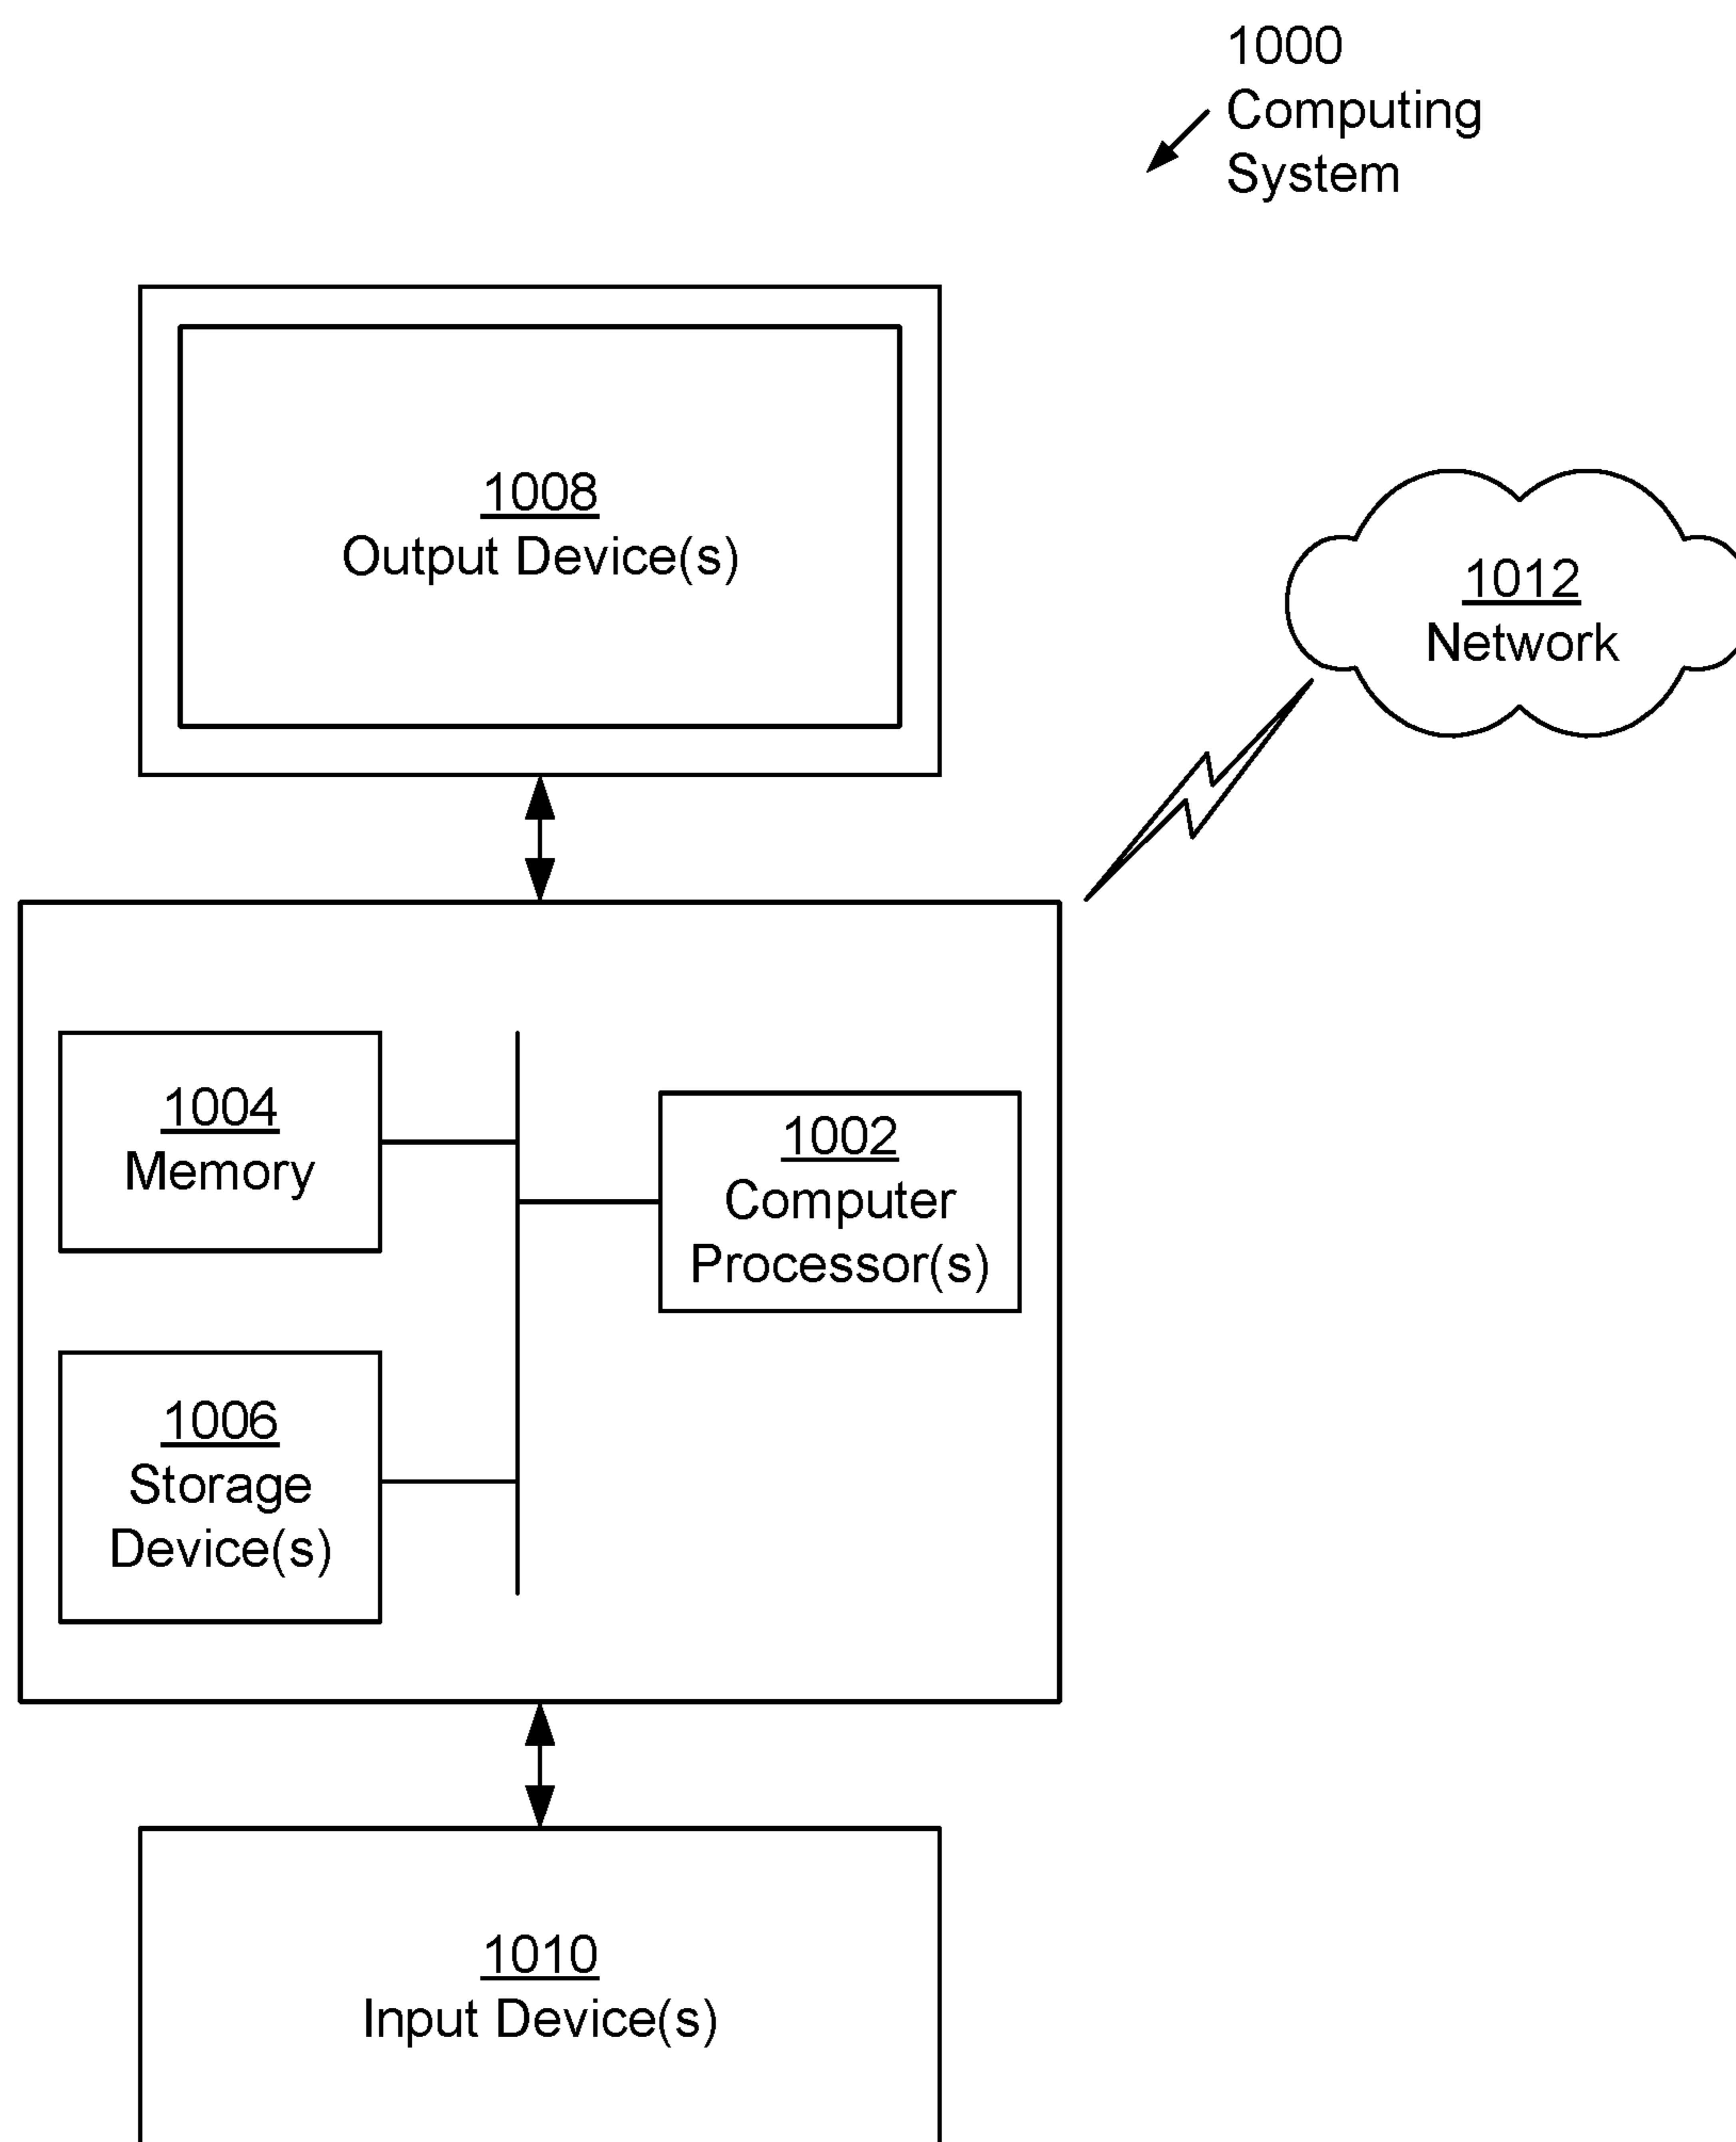 1000
Computing
System
1008
Output Device(s)
1012
Network
1004
Memory
1002
Computer
Processor(s)
1006
Storage
Device(s)
1010
Input Device(s)